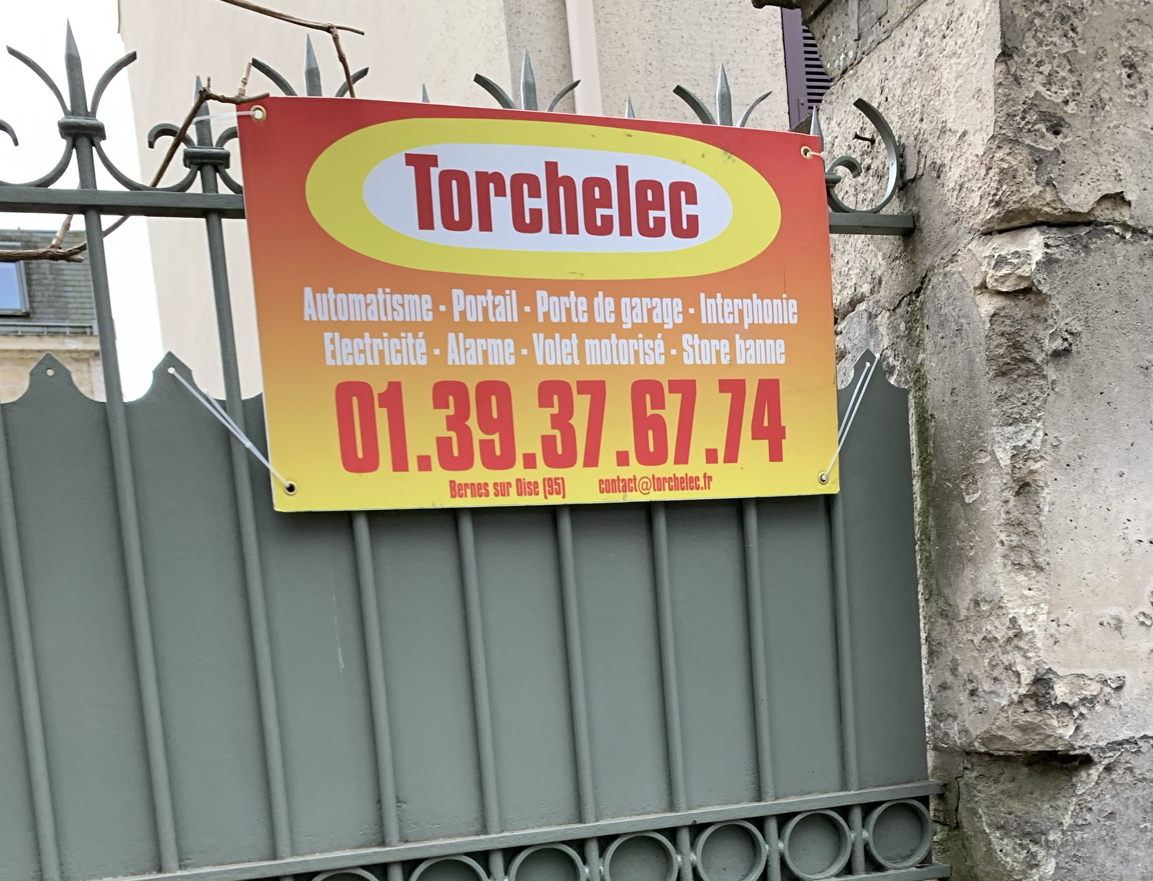 Torchelec
Automatisme - Portail - Porte de garage - Interphonie
Electricité - Alarme - Volet motorisé - Store banne
01.39.37.67.74
Bernes sur Oise (95) contact@torchelec.fr